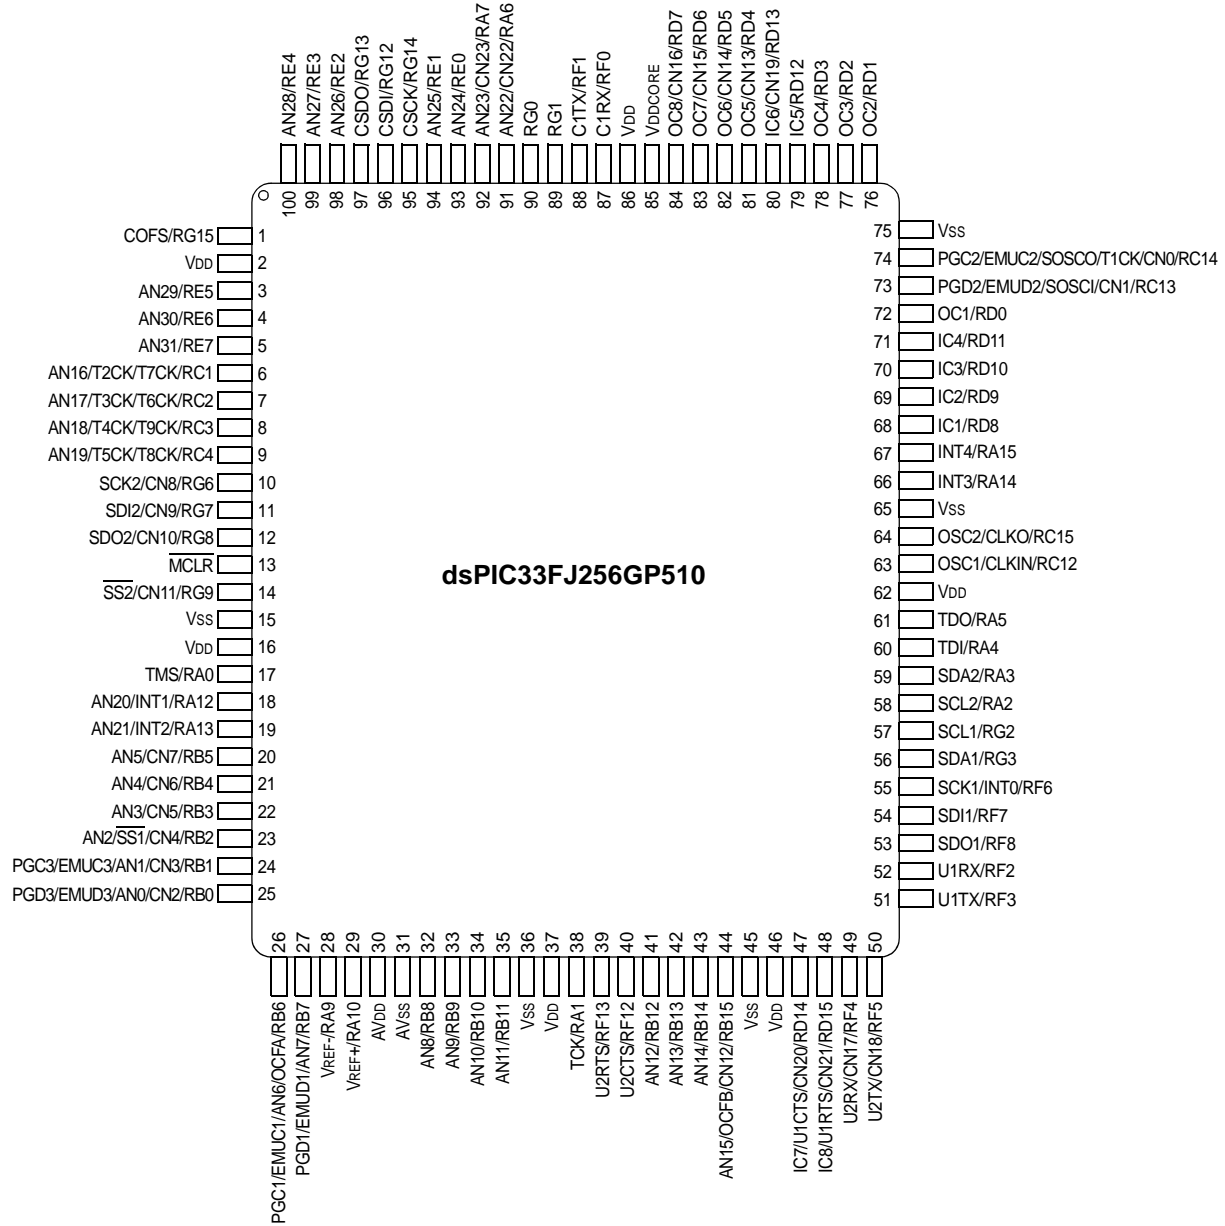 AN28/RE4
AN27/RE3
AN26/RE2
CSDO/RG13
CSDI/RG12
CSCK/RG14
AN25/RE1
AN24/RE0
AN23/CN23/RA7
AN22/CN22/RA6
RG0
RG1
C1TX/RF1
C1RX/RF0
VDD
VDDCORE
OC8/CN16/RD7
OC7/CN15/RD6
OC6/CN14/RD5
OC5/CN13/RD4
IC6/CN19/RD13
IC5/RD12
OC4/RD3
OC3/RD2
OC2/RD1
100 99 98 97 96 95 94 93 92 91 90 89 88 87 86 85 84 83 82 81 80 79 78 77 76
COFS/RG15 1
VDD 2
AN29/RE5 3
AN30/RE6 4
AN31/RE7 5
AN16/T2CK/T7CK/RC1 6
AN17/T3CK/T6CK/RC2 7
AN18/T4CK/T9CK/RC3 8
AN19/T5CK/T8CK/RC4 9
SCK2/CN8/RG6 10
SDI2/CN9/RG7 11
SDO2/CN10/RG8 12
MCLR 13
SS2/CN11/RG9 14
VSS 15
VDD 16
TMS/RA0 17
AN20/INT1/RA12 18
AN21/INT2/RA13 19
AN5/CN7/RB5 20
AN4/CN6/RB4 21
AN3/CN5/RB3 22
AN2/SS1/CN4/RB2 23
PGC3/EMUC3/AN1/CN3/RB1 24
PGD3/EMUD3/AN0/CN2/RB0 25
dsPIC33FJ256GP510
75 VSS
74 PGC2/EMUC2/SOSCO/T1CK/CN0/RC14
73 PGD2/EMUD2/SOSCI/CN1/RC13
72 OC1/RD0
71 IC4/RD11
70 IC3/RD10
69 IC2/RD9
68 IC1/RD8
67 INT4/RA15
66 INT3/RA14
65 VSS
64 OSC2/CLKO/RC15
63 OSC1/CLKIN/RC12
62 VDD
61 TDO/RA5
60 TDI/RA4
59 SDA2/RA3
58 SCL2/RA2
57 SCL1/RG2
56 SDA1/RG3
55 SCK1/INT0/RF6
54 SDI1/RF7
53 SDO1/RF8
52 U1RX/RF2
51 U1TX/RF3
26 27 28 29 30 31 32 33 34 35 36 37 38 39 40 41 42 43 44 45 46 47 48 49 50
PGC1/EMUC1/AN6/OCFA/RB6
PGD1/EMUD1/AN7/RB7
VREF-/RA9
VREF+/RA10
AVDD
AVSS
AN8/RB8
AN9/RB9
AN10/RB10
AN11/RB11
VSS
VDD
TCK/RA1
U2RTS/RF13
U2CTS/RF12
AN12/RB12
AN13/RB13
AN14/RB14
AN15/OCFB/CN12/RB15
VSS
VDD
IC7/U1CTS/CN20/RD14
IC8/U1RTS/CN21/RD15
U2RX/CN17/RF4
U2TX/CN18/RF5